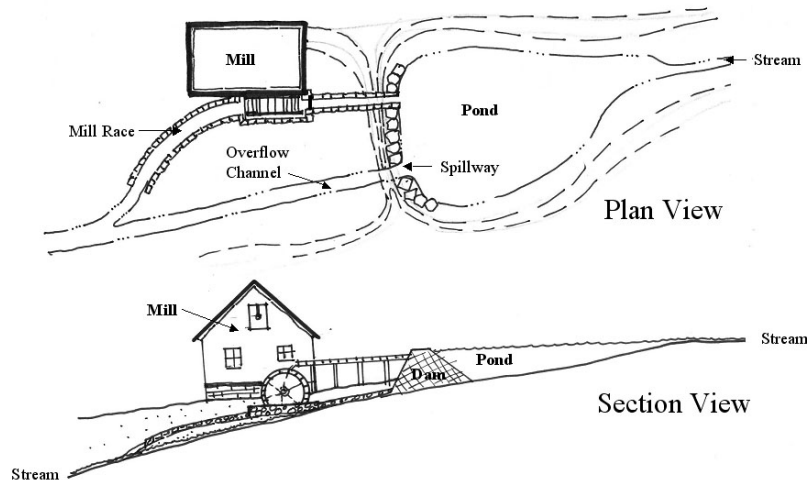 Mill
Stream
Pond
Mill Race
Overflow
Channel
Spillway
Plan View
Mill
Stream
Pond
Dam
Section View
Stream